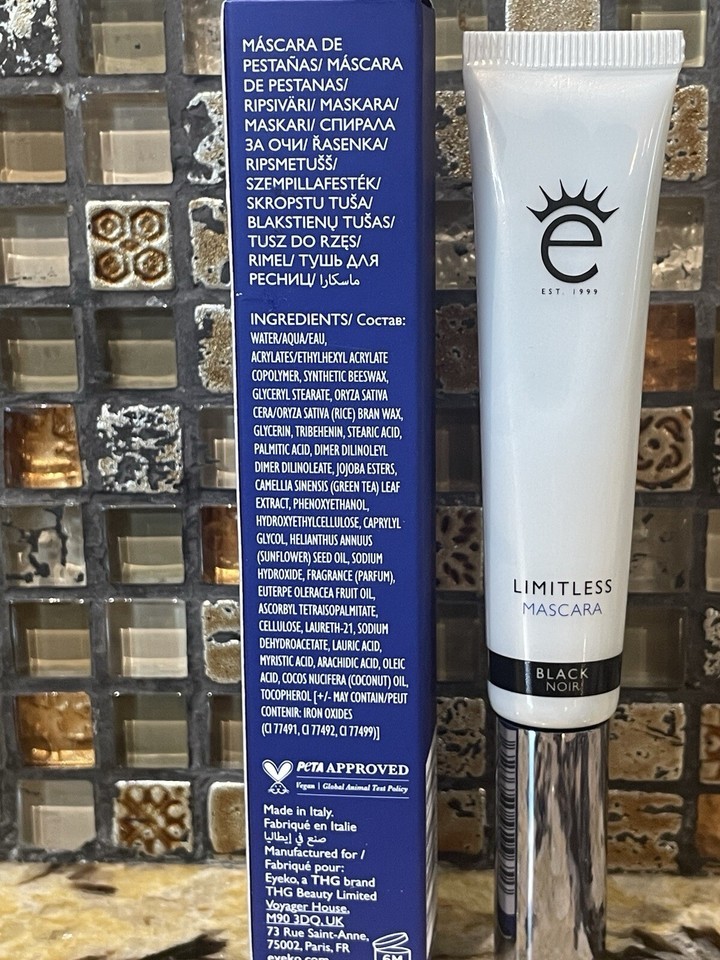 MÁSCARA DE
PESTAÑAS/ MÁSCARA
DE PESTANAS/
RIPSIVÄRI/ MASKARA/
MASKARI/ СПИРАЛА
ЗА ОЧИ/ ŘASENKA/
RIPSMETUŠŠ/
SZEMPILLAFESTÉK/
SKROPSTU TUŠA/
BLAKSTIENŲ TUŠAS/
TUSZ DO RZĘS/
RIMEL/ ТУШЬ ДЛЯ
РЕСНИЦ/ ماسكارا
INGREDIENTS/ Состав:
WATER/AQUA/EAU,
ACRYLATES/ETHYLHEXYL ACRYLATE
COPOLYMER, SYNTHETIC BEESWAX,
GLYCERYL STEARATE, ORYZA SATIVA
CERA/ORYZA SATIVA (RICE) BRAN WAX,
GLYCERIN, TRIBEHENIN, STEARIC ACID,
PALMITIC ACID, DIMER DILINOLEYL
DIMER DILINOLEATE, JOJOBA ESTERS,
CAMELLIA SINENSIS (GREEN TEA) LEAF
EXTRACT, PHENOXYETHANOL,
HYDROXYETHYLCELLULOSE, CAPRYLYL
GLYCOL, HELIANTHUS ANNUUS
(SUNFLOWER) SEED OIL, SODIUM
HYDROXIDE, FRAGRANCE (PARFUM),
EUTERPE OLERACEA FRUIT OIL,
ASCORBYL TETRAISOPALMITATE,
CELLULOSE, LAURETH-21, SODIUM
DEHYDROACETATE, LAURIC ACID,
MYRISTIC ACID, ARACHIDIC ACID, OLEIC
ACID, COCOS NUCIFERA (COCONUT) OIL,
TOCOPHEROL [+/- MAY CONTAIN/PEUT
CONTENIR: IRON OXIDES
(CI 77491, CI 77492, CI 77499)]
PETA APPROVED
Vegan | Global Animal Test Policy
Made in Italy.
Fabriqué en Italie
صنع في إيطاليا
Manufactured for /
Fabriqué pour:
Eyeko, a THG brand
THG Beauty Limited
Voyager House,
M90 3DQ, UK
73 Rue Saint-Anne,
75002, Paris, FR
eyeko.com
6M
e
EST. 1999
LIMITLESS
MASCARA
BLACK
NOIR